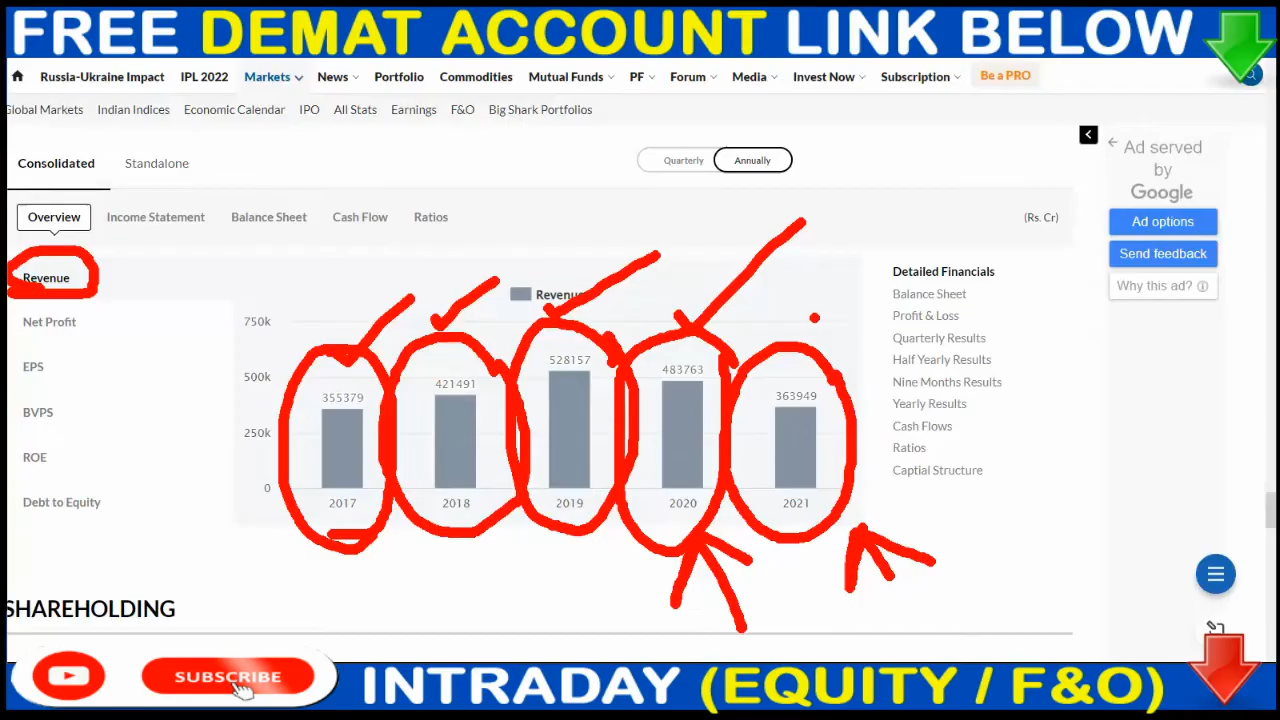 FREE DEMAT ACCOUNT LINK BELOW
Russia-Ukraine Impact IPL 2022 Markets News Portfolio Commodities Mutual Funds PF Forum Media Invest Now Subscription Be a PRO
Global Markets Indian Indices Economic Calendar IPO All Stats Earnings F&O Big Shark Portfolios
Consolidated Standalone
Quarterly Annually
Overview Income Statement Balance Sheet Cash Flow Ratios
(Rs. Cr)
Revenue
Net Profit
EPS
BVPS
ROE
Debt to Equity
Revenue
750k
500k
250k
0
355379
421491
528157
483763
363949
2017 2018 2019 2020 2021
Detailed Financials
Balance Sheet
Profit & Loss
Quarterly Results
Half Yearly Results
Nine Months Results
Yearly Results
Cash Flows
Ratios
Captial Structure
Ad served
by
Google
Ad options
Send feedback
Why this ad?
SHAREHOLDING
SUBSCRIBE
INTRADAY (EQUITY / F&O)